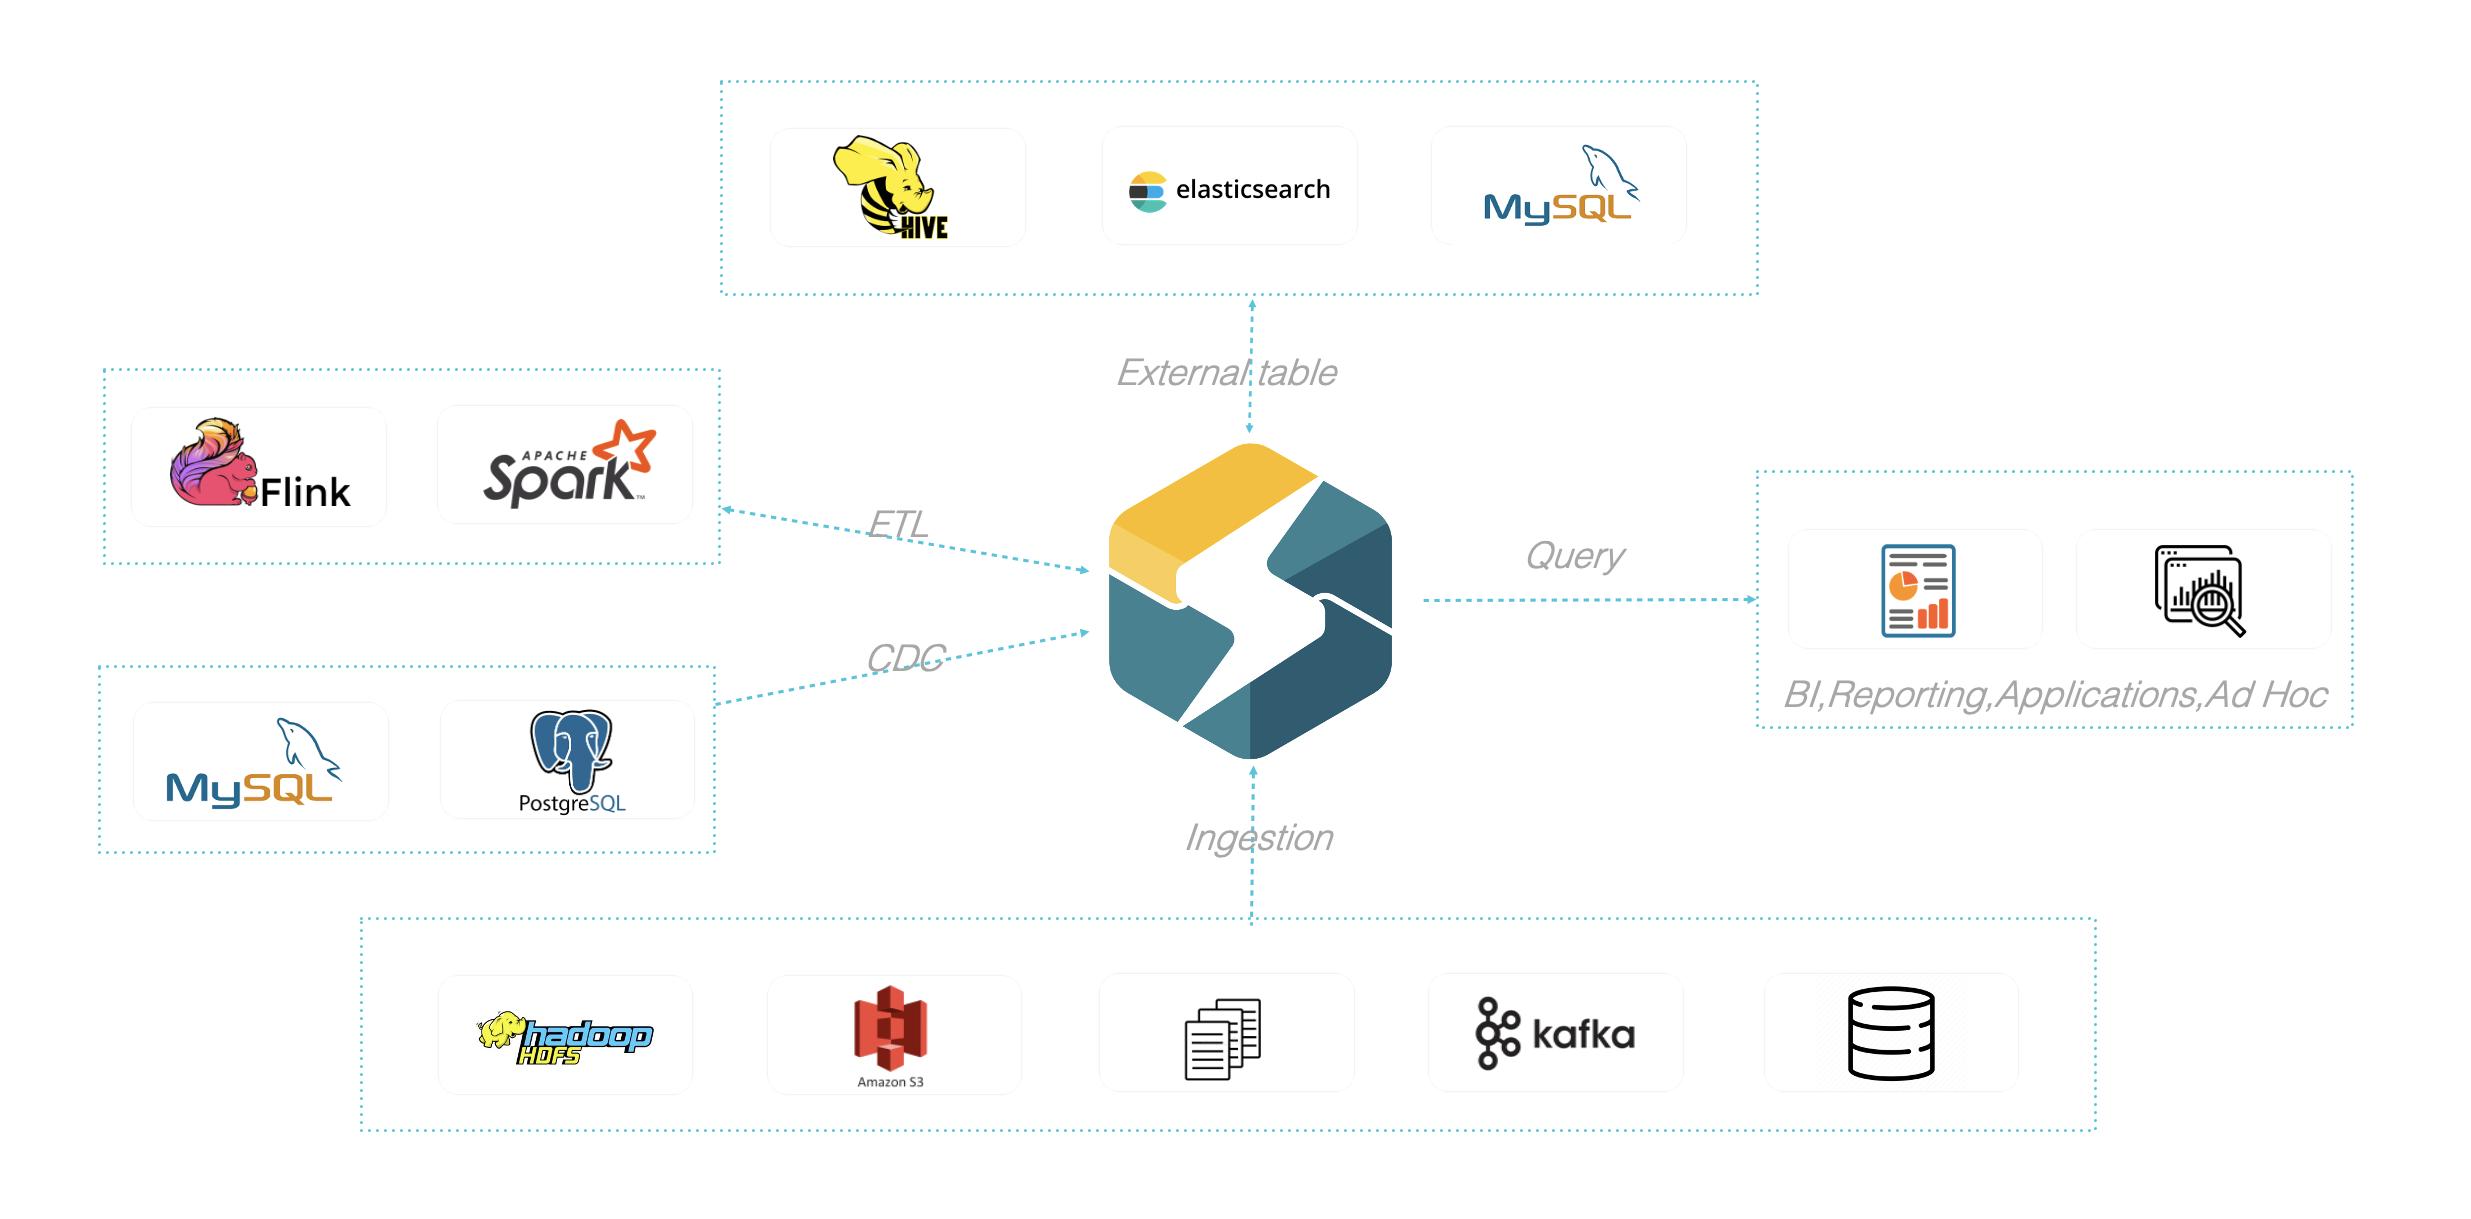 HIVE
elasticsearch
MySQL
External table
Flink
APACHE
Spark™
ETL
Query
CDC
BI,Reporting,Applications,Ad Hoc
MySQL
PostgreSQL
Ingestion
hadoop
HDFS
Amazon S3
kafka